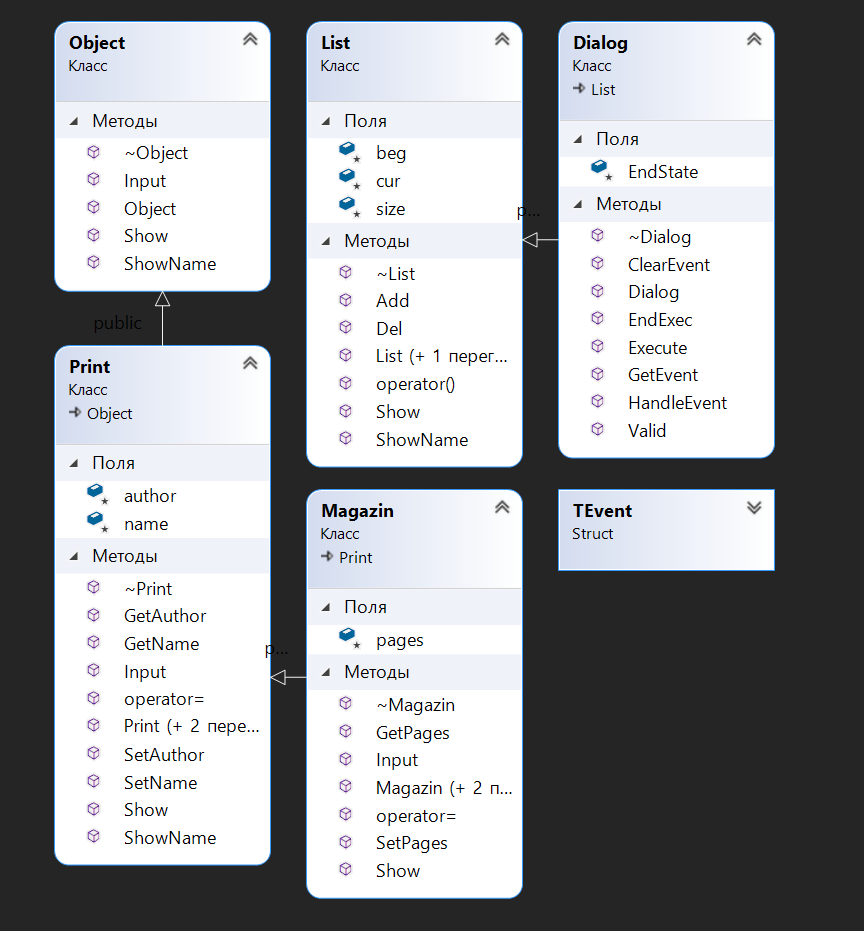 Object
Класс
Методы
~Object
Input
Object
Show
ShowName
public
Print
Класс
Object
Поля
author
name
Методы
~Print
GetAuthor
GetName
Input
operator=
Print (+ 2 пере...
SetAuthor
SetName
Show
ShowName
List
Класс
Поля
beg
cur
size
Методы
~List
Add
Del
List (+ 1 перег...
operator()
Show
ShowName
p...
Magazin
Класс
Print
Поля
pages
Методы
~Magazin
GetPages
Input
Magazin (+ 2 п...
operator=
SetPages
Show
p...
Dialog
Класс
List
Поля
EndState
Методы
~Dialog
ClearEvent
Dialog
EndExec
Execute
GetEvent
HandleEvent
Valid
TEvent
Struct